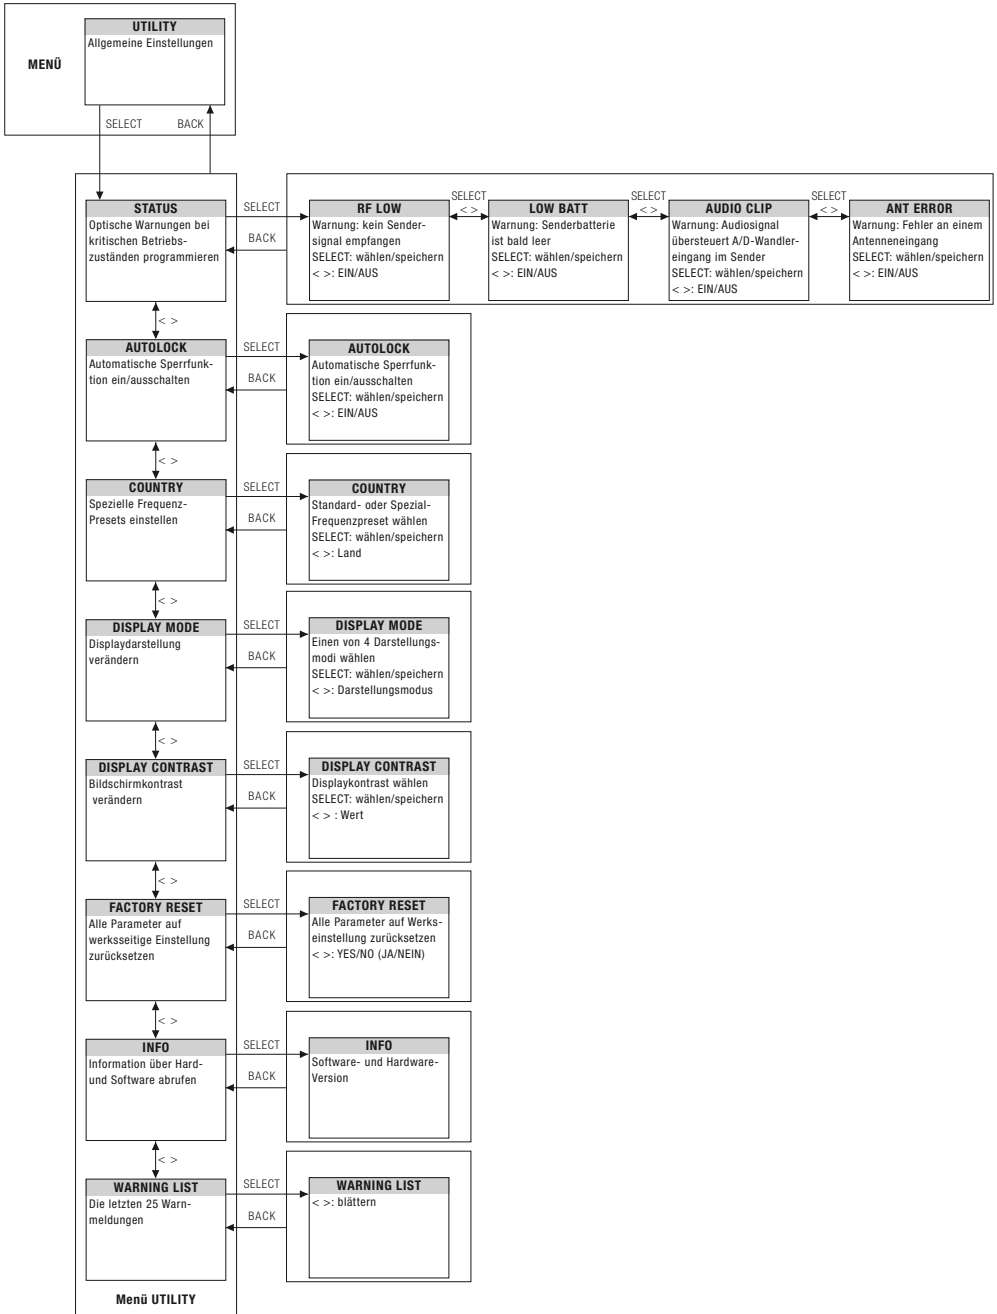 UTILITY
Allgemeine Einstellungen
MENÜ
SELECT
BACK
STATUS
Optische Warnungen bei
kritischen Betriebs-
zuständen programmieren
SELECT
BACK
RF LOW
Warnung: kein Sender-
signal empfangen
SELECT: wählen/speichern
< >: EIN/AUS
SELECT
< >
LOW BATT
Warnung: Senderbatterie
ist bald leer
SELECT: wählen/speichern
< >: EIN/AUS
SELECT
< >
AUDIO CLIP
Warnung: Audiosignal
übersteuert A/D-Wandler-
eingang im Sender
SELECT: wählen/speichern
< >: EIN/AUS
SELECT
< >
ANT ERROR
Warnung: Fehler an einem
Antenneneingang
SELECT: wählen/speichern
< >: EIN/AUS
< >
AUTOLOCK
Automatische Sperrfunk-
tion ein/ausschalten
SELECT
BACK
AUTOLOCK
Automatische Sperrfunk-
tion ein/ausschalten
SELECT: wählen/speichern
< >: EIN/AUS
< >
COUNTRY
Spezielle Frequenz-
Presets einstellen
SELECT
BACK
COUNTRY
Standard- oder Spezial-
Frequenzpreset wählen
SELECT: wählen/speichern
< >: Land
< >
DISPLAY MODE
Displaydarstellung
verändern
SELECT
BACK
DISPLAY MODE
Einen von 4 Darstellungs-
modi wählen
SELECT: wählen/speichern
< >: Darstellungsmodus
< >
DISPLAY CONTRAST
Bildschirmkontrast
verändern
SELECT
BACK
DISPLAY CONTRAST
Displaykontrast wählen
SELECT: wählen/speichern
< > : Wert
< >
FACTORY RESET
Alle Parameter auf
werksseitige Einstellung
zurücksetzen
SELECT
BACK
FACTORY RESET
Alle Parameter auf Werks-
einstellung zurücksetzen
< >: YES/NO (JA/NEIN)
< >
INFO
Information über Hard-
und Software abrufen
SELECT
BACK
INFO
Software- und Hardware-
Version
< >
WARNING LIST
Die letzten 25 Warn-
meldungen
SELECT
BACK
WARNING LIST
< >: blättern
Menü UTILITY